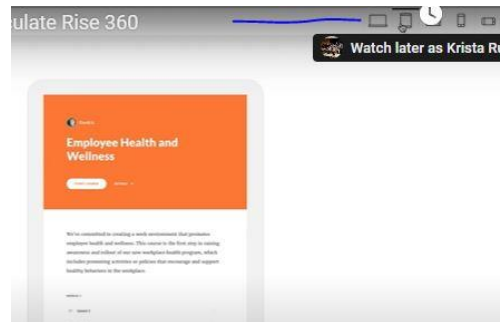 ulate Rise 360
Watch later as Krista Ru
Employee Health and
Wellness
We're committed to creating a work environment that promotes
employee health and wellness. This course is the first step in raising
awareness and rollout of our new workplace health program, which
includes promoting activities or policies that encourage and support
healthy behaviors in the workplace.